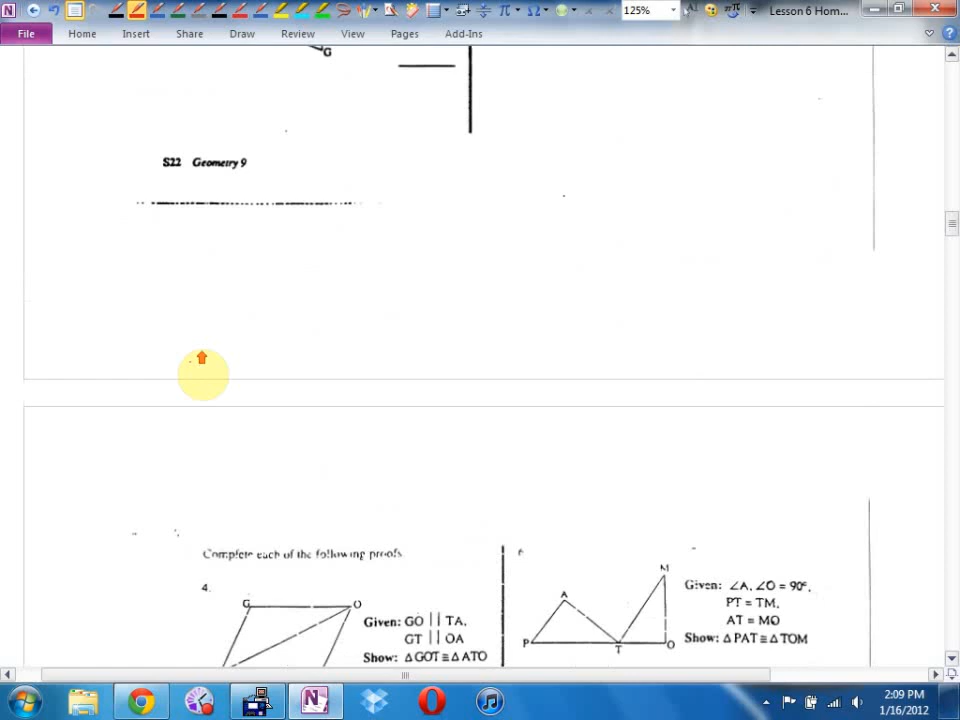 125% Lesson 6 Hom...
File Home Insert Share Draw Review View Pages Add-Ins
G
S22 Geometry 9
Complete each of the following proofs
4.
G O
Given: GO || TA,
GT || OA
Show: △GOT ≅ △ATO
M
A
P T O
Given: ∠A, ∠O = 90°,
PT = TM,
AT = MO
Show: △PAT ≅ △TOM
2:09 PM
1/16/2012